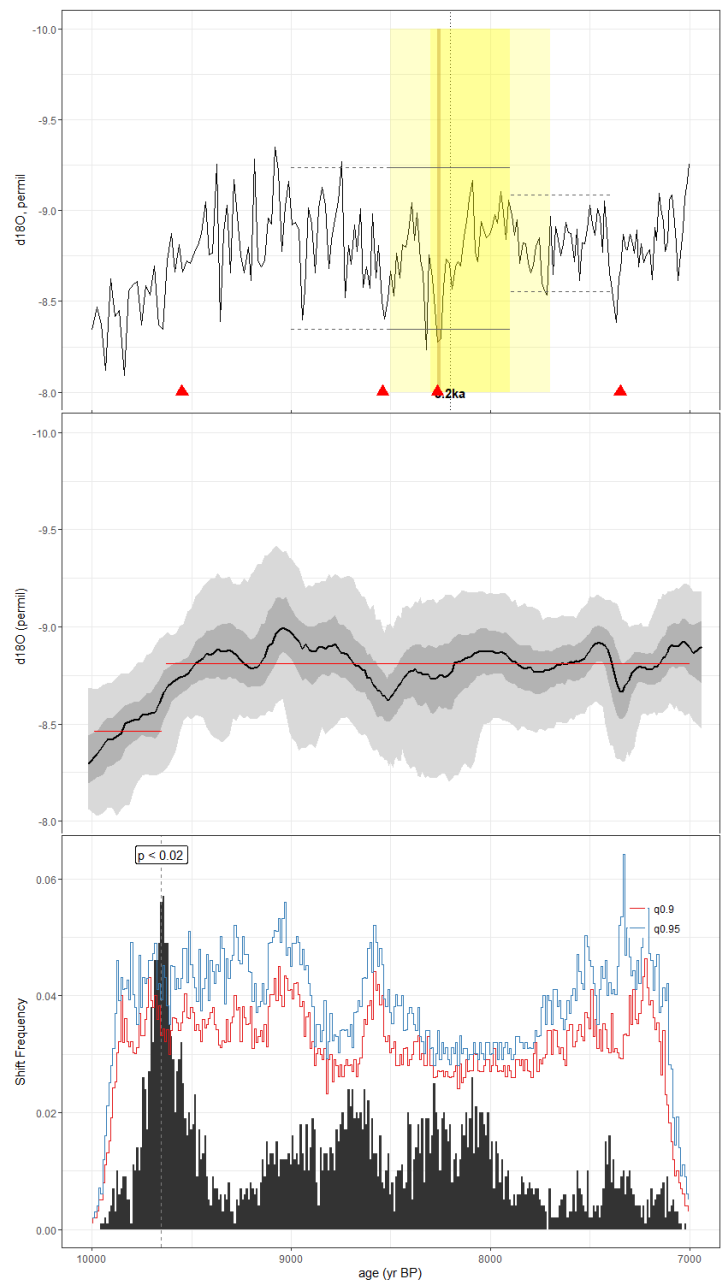 -10.0
-9.5
d18O, permil
-9.0
-8.5
-8.0
8.2ka
-10.0
-9.5
d18O (permil)
-9.0
-8.5
-8.0
p < 0.02
0.06
q0.9
q0.95
Shift Frequency
0.04
0.02
0.00
10000 9000 8000 7000
age (yr BP)